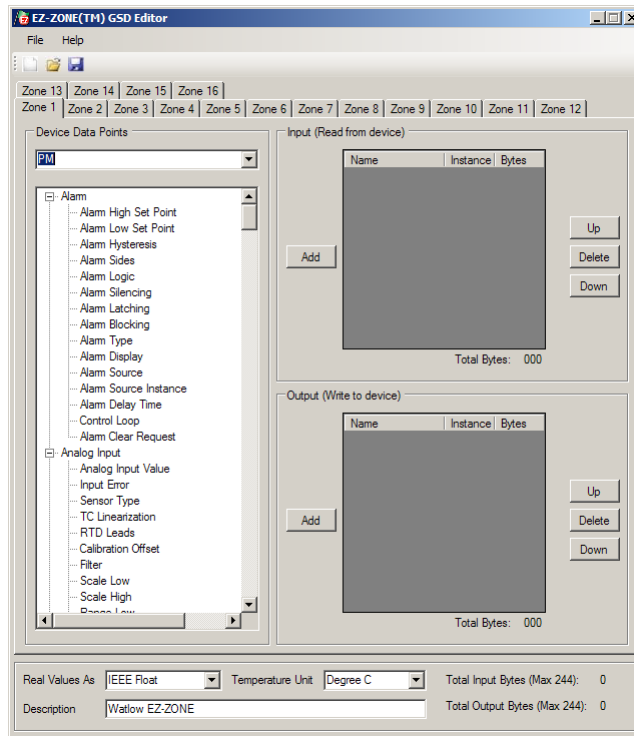 EZ-ZONE(TM) GSD Editor
File Help
Zone 13 Zone 14 Zone 15 Zone 16
Zone 1 Zone 2 Zone 3 Zone 4 Zone 5 Zone 6 Zone 7 Zone 8 Zone 9 Zone 10 Zone 11 Zone 12
Device Data Points
PM
Alarm
Alarm High Set Point
Alarm Low Set Point
Alarm Hysteresis
Alarm Sides
Alarm Logic
Alarm Silencing
Alarm Latching
Alarm Blocking
Alarm Type
Alarm Display
Alarm Source
Alarm Source Instance
Alarm Delay Time
Control Loop
Alarm Clear Request
Analog Input
Analog Input Value
Input Error
Sensor Type
TC Linearization
RTD Leads
Calibration Offset
Filter
Scale Low
Scale High
Range Low
Input (Read from device)
Name Instance Bytes
Add
Up
Delete
Down
Total Bytes: 000
Output (Write to device)
Name Instance Bytes
Add
Up
Delete
Down
Total Bytes: 000
Real Values As IEEE Float Temperature Unit Degree C Total Input Bytes (Max 244): 0
Description Watlow EZ-ZONE Total Output Bytes (Max 244): 0